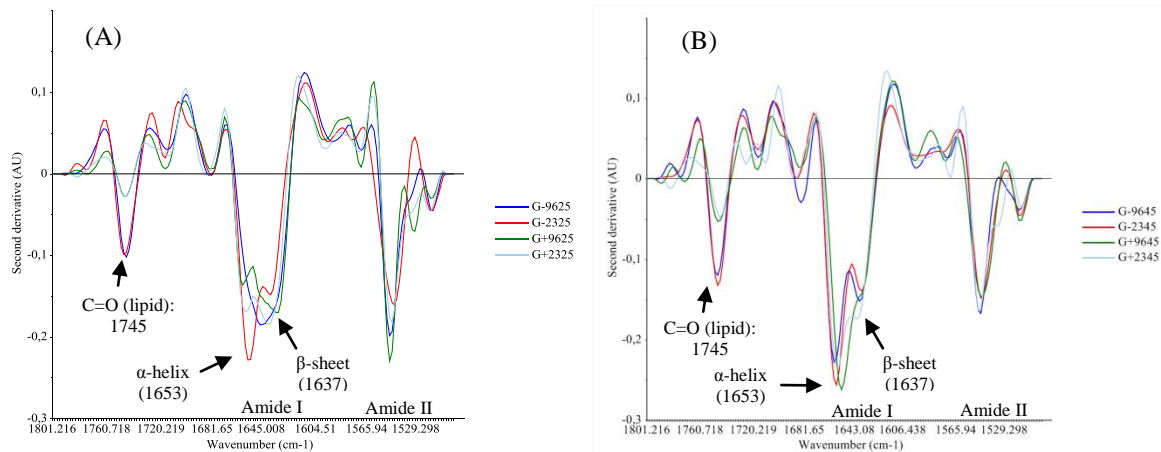 (A)
0,1
0
-0,1
-0,2
-0,3
Second derivative (AU)
C=O (lipid):
1745
α-helix
(1653)
β-sheet
(1637)
Amide I
Amide II
1801.216 1760.718 1720.219 1681.65 1645.008 1604.51 1565.94 1529.298
Wavenumber (cm-1)
G-9625
G-2325
G+9625
G+2325
(B)
0,1
0
-0,1
-0,2
-0,3
Second derivative (AU)
C=O (lipid):
1745
α-helix
(1653)
β-sheet
(1637)
Amide I
Amide II
1801.216 1760.718 1720.219 1681.65 1643.08 1606.438 1565.94 1529.298
Wavenumber (cm-1)
G-9645
G-2345
G+9645
G+2345